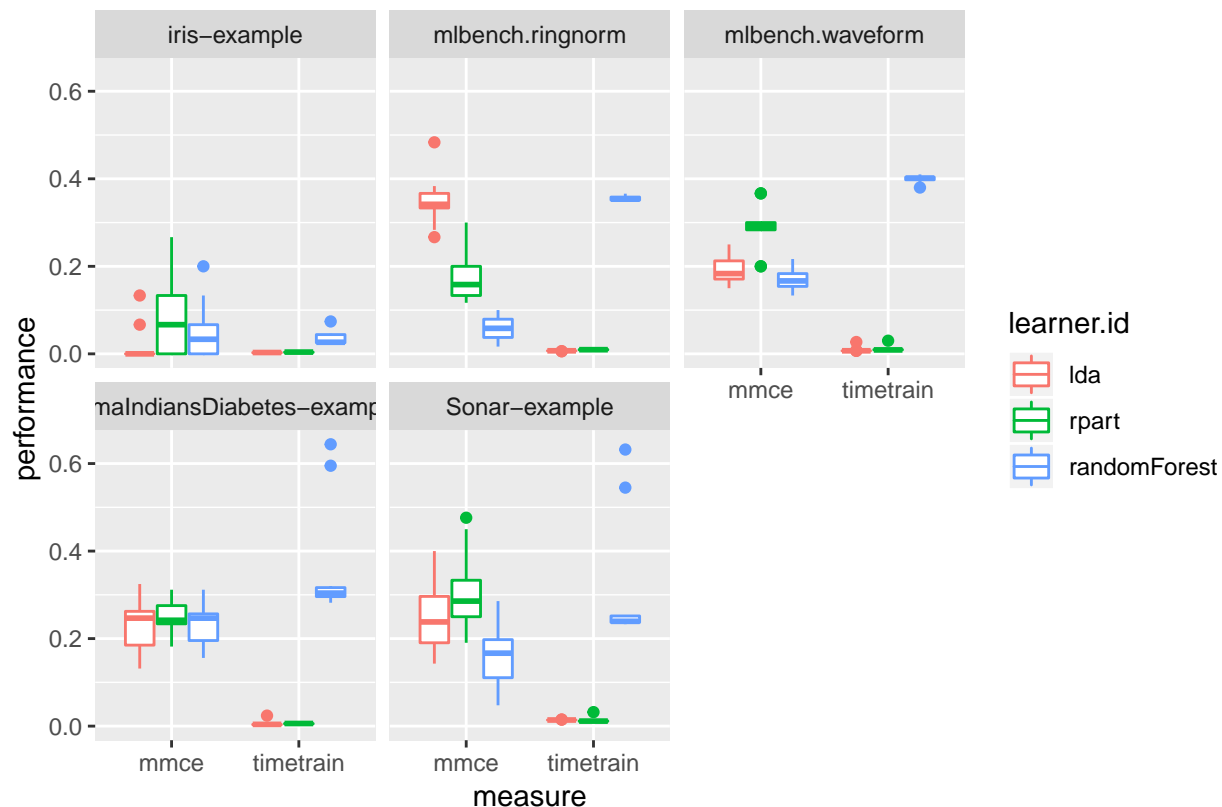 iris−example
mlbench.ringnorm
mlbench.waveform
0.6
0.4
0.2
0.0
mmce
timetrain
maIndiansDiabetes−examp
Sonar−example
0.6
0.4
0.2
0.0
mmce
timetrain
mmce
timetrain
measure
performance
learner.id
lda
rpart
randomForest